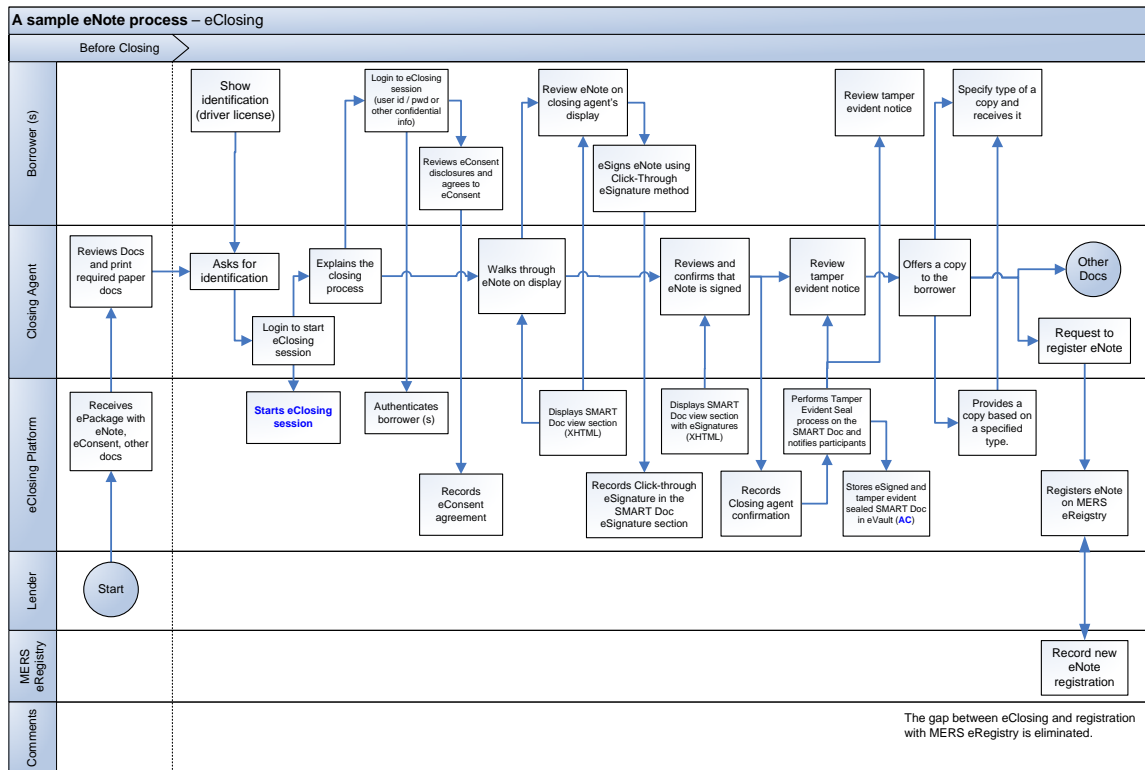 A sample eNote process – eClosing
Before Closing
Borrower (s)
Show
identification
(driver license)
Login to eClosing
session
(user id / pwd or
other confidential
info)
Reviews eConsent
disclosures and
agrees to
eConsent
Review eNote on
closing agent's
display
eSigns eNote using
Click-Through
eSignature method
Review tamper
evident notice
Specify type of a
copy and
receives it
Closing Agent
Reviews Docs
and print
required paper
docs
Asks for
identification
Login to start
eClosing
session
Explains the
closing
process
Walks through
eNote on display
Reviews and
confirms that
eNote is signed
Review
tamper
evident notice
Offers a copy
to the
borrower
Other
Docs
Request to
register eNote
eClosing Platform
Receives
ePackage with
eNote,
eConsent, other
docs
Starts eClosing
session
Authenticates
borrower (s)
Records
eConsent
agreement
Displays SMART
Doc view section
(XHTML)
Records Click-through
eSignature in the
SMART Doc
eSignature section
Displays SMART
Doc view section
with eSignatures
(XHTML)
Records
Closing agent
confirmation
Performs Tamper
Evident Seal
process on the
SMART Doc and
notifies participants
Stores eSigned and
tamper evident
sealed SMART Doc
in eVault (AC)
Provides a
copy based on
a specified
type.
Registers eNote
on MERS
eReigstry
Lender
Start
MERS
eRegistry
Record new
eNote
registration
Comments
The gap between eClosing and registration
with MERS eRegistry is eliminated.